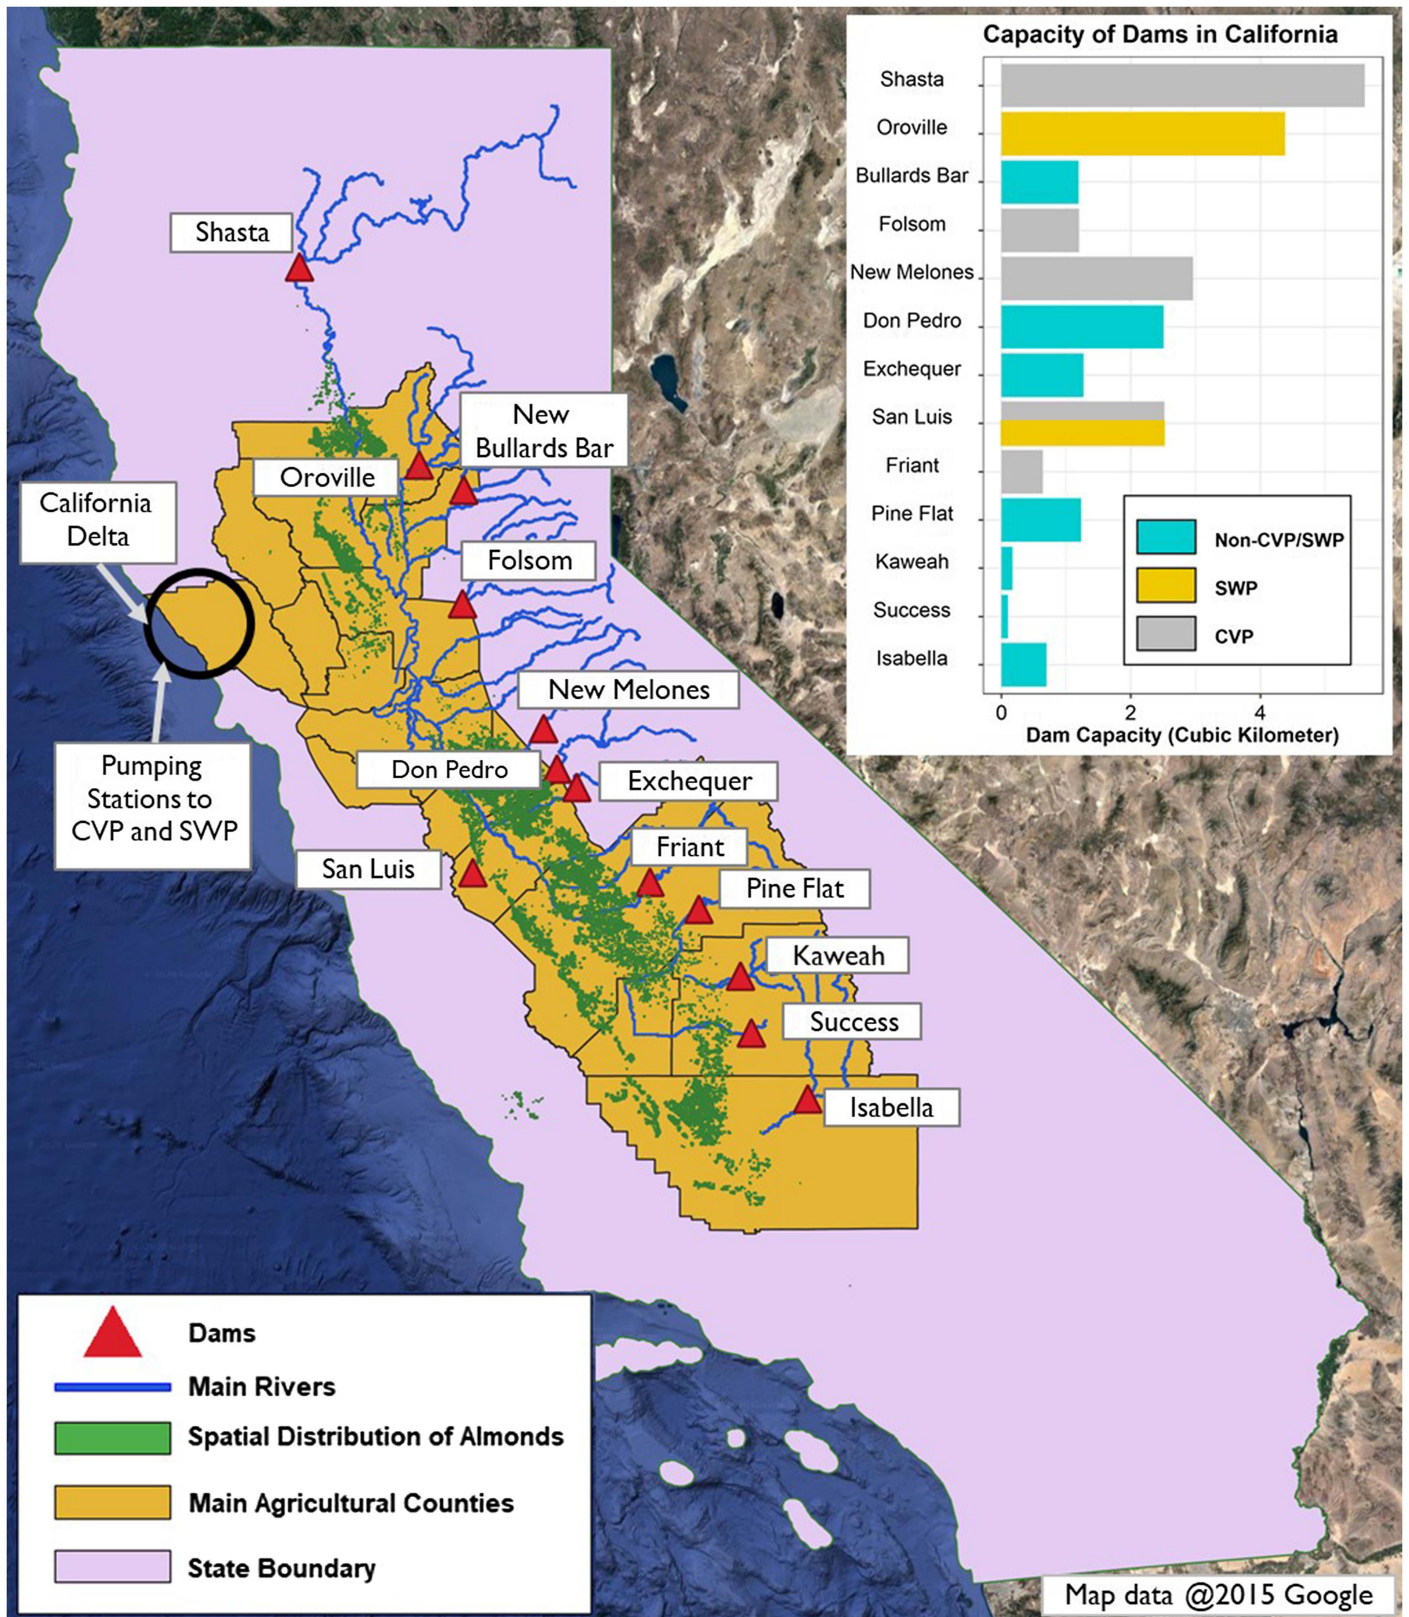 Capacity of Dams in California
Shasta
Oroville
Bullards Bar
Folsom
New Melones
Don Pedro
Exchequer
San Luis
Friant
Pine Flat
Kaweah
Success
Isabella
Non-CVP/SWP
SWP
CVP
0 2 4
Dam Capacity (Cubic Kilometer)
Shasta
New
Bullards Bar
Oroville
California
Delta
Folsom
New Melones
Pumping
Stations to
CVP and SWP
Don Pedro
Exchequer
Friant
San Luis
Pine Flat
Kaweah
Success
Isabella
Dams
Main Rivers
Spatial Distribution of Almonds
Main Agricultural Counties
State Boundary
Map data @2015 Google